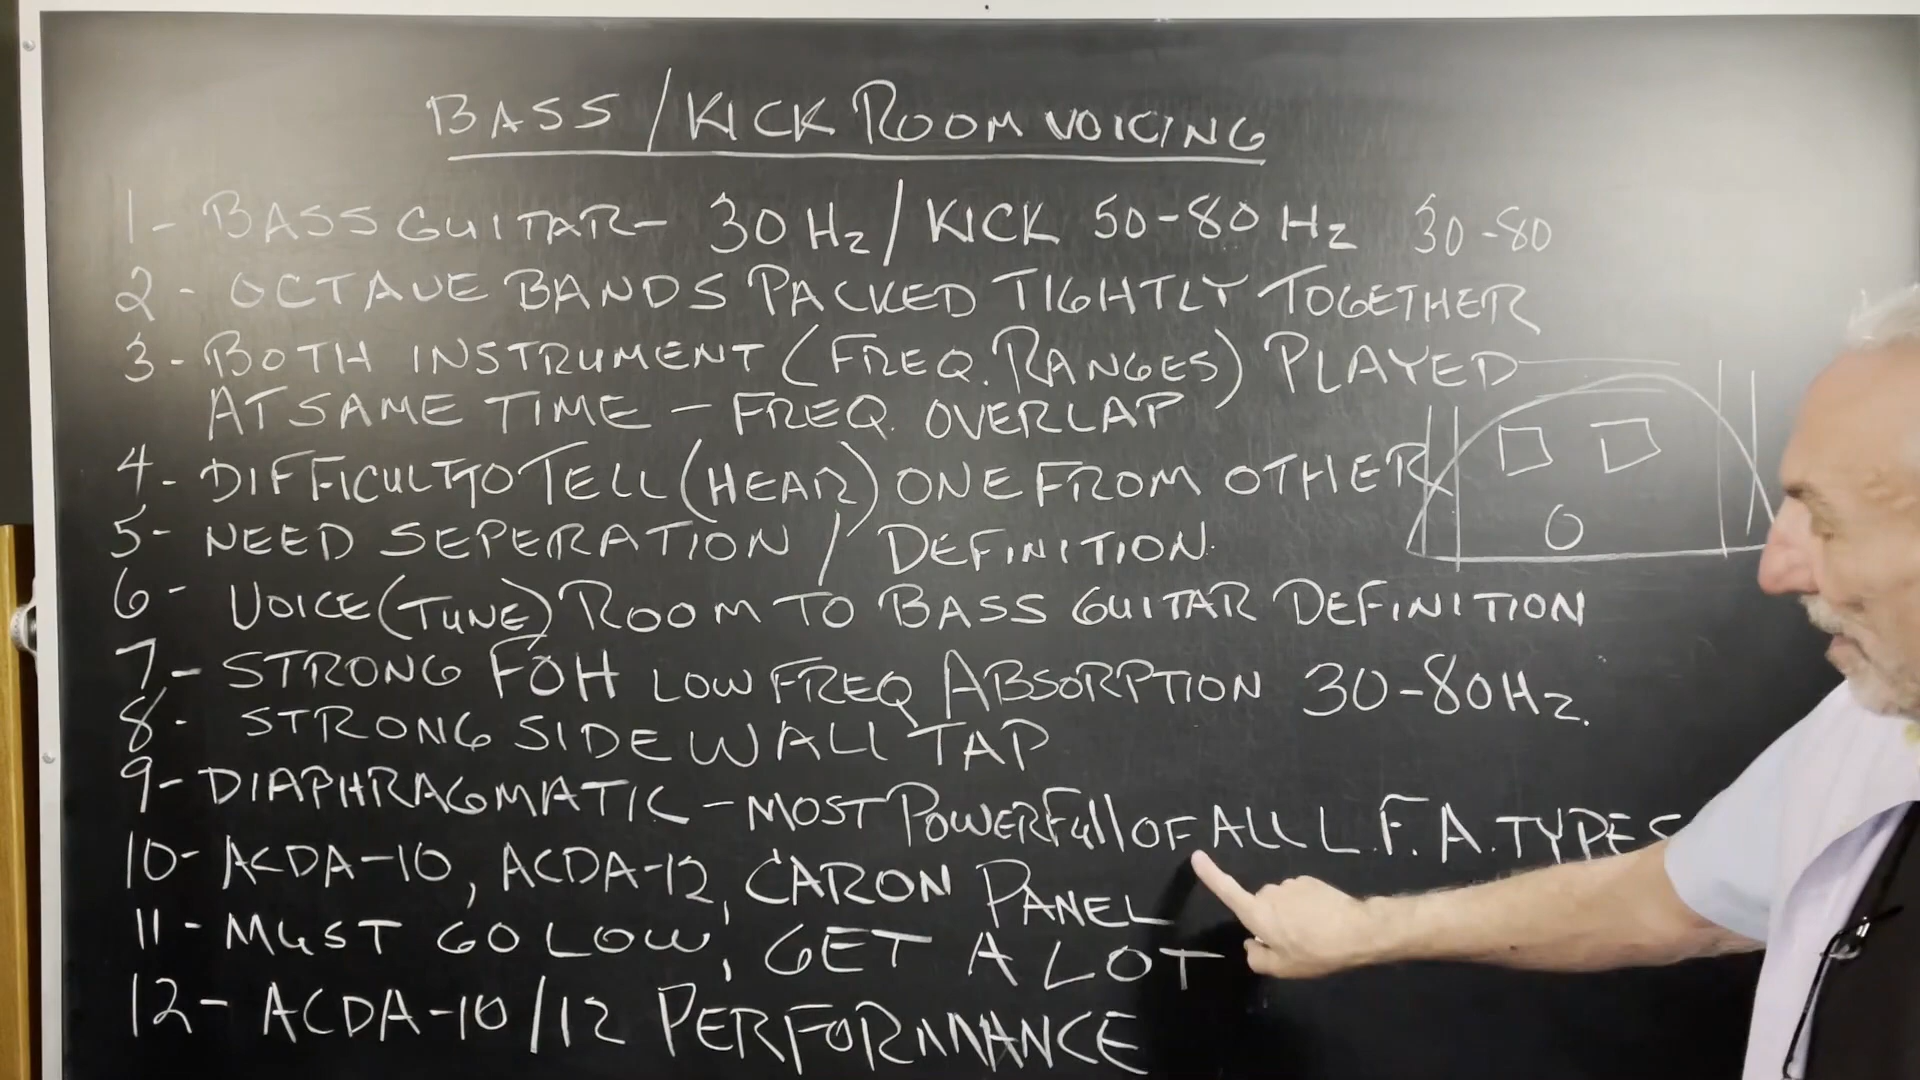 BASS / KICK ROOM VOICING
1- BASS GUITAR- 30 Hz / KICK 50-80 Hz 30-80
2- OCTAVE BANDS PACKED TIGHTLY TOGETHER
3- BOTH INSTRUMENT (FREQ. RANGES) PLAYED
AT SAME TIME - FREQ. OVERLAP
4- DIFFICULT TO TELL (HEAR) ONE FROM OTHER
5- NEED SEPERATION / DEFINITION.
6- VOICE (TUNE) ROOM TO BASS GUITAR DEFINITION
7- STRONG FOH LOW FREQ ABSORPTION 30-80Hz.
8- STRONG SIDE WALL TAP
9- DIAPHRAGMATIC - MOST POWERFULL OF ALL L.F.A. TYPES
10- ACDA-10, ACDA-12, CARON PANEL
11- MUST GO LOW, GET A LOT
12- ACDA-10/12 PERFORMANCE